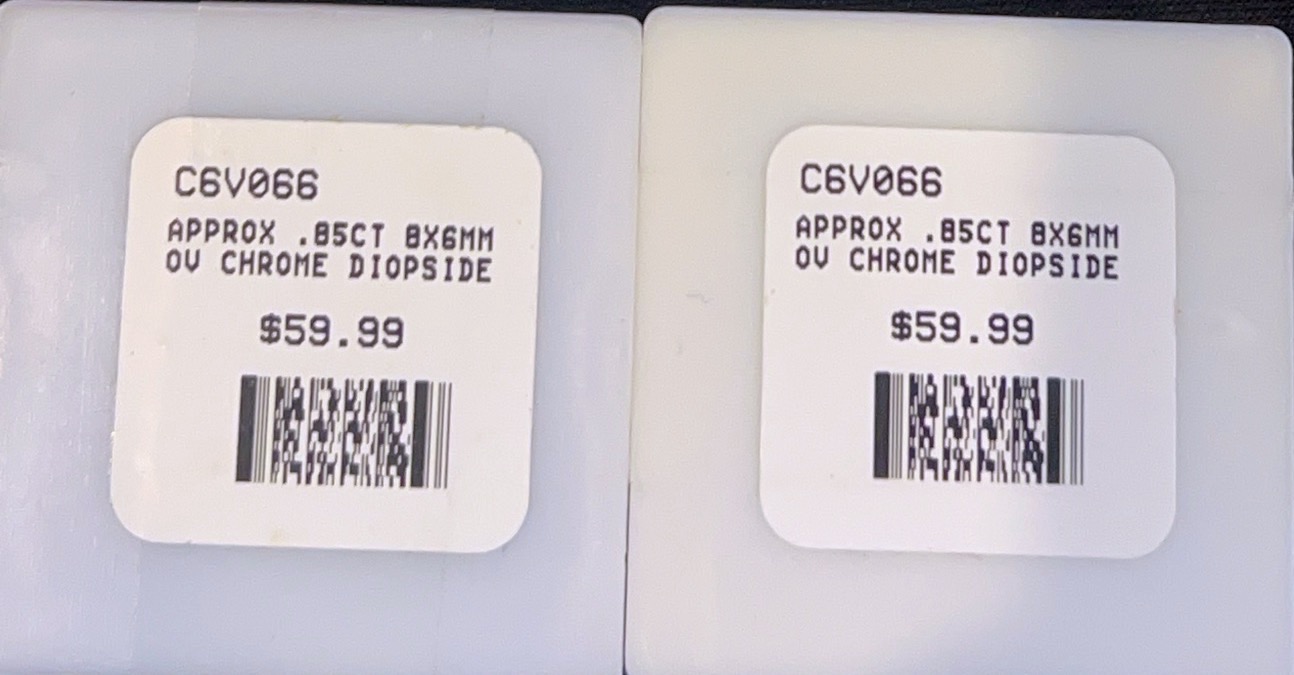 C6V066
APPROX .85CT 8X6MM
OV CHROME DIOPSIDE
$59.99
C6V066
APPROX .85CT 8X6MM
OV CHROME DIOPSIDE
$59.99